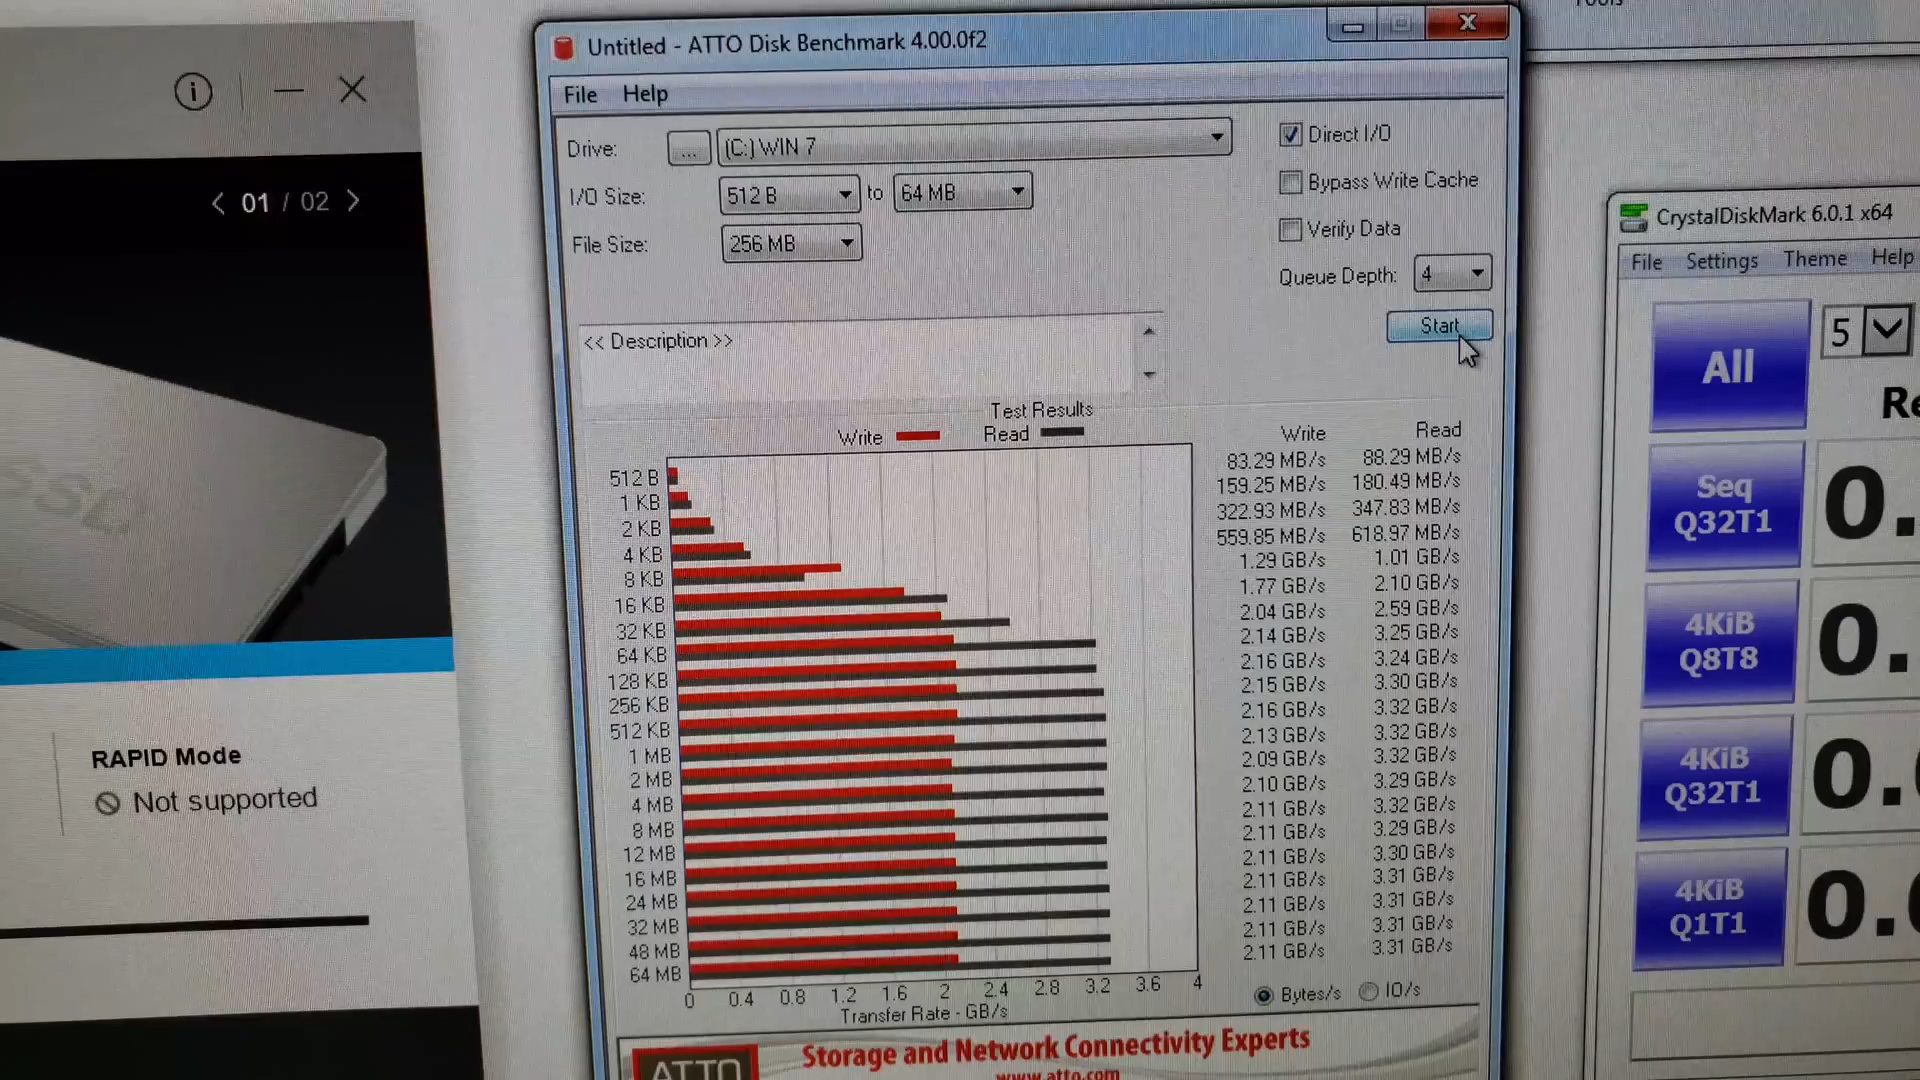 01 / 02
SSD
RAPID Mode
Not supported
Untitled - ATTO Disk Benchmark 4.00.0f2
File Help
Drive: ... (C:) WIN 7
I/O Size: 512 B to 64 MB
File Size: 256 MB
Direct I/O
Bypass Write Cache
Verify Data
Queue Depth: 4
Start
<< Description >>
Test Results
Write Read
Write Read
512 B 83.29 MB/s 88.29 MB/s
1 KB 159.25 MB/s 180.49 MB/s
2 KB 322.93 MB/s 347.83 MB/s
4 KB 559.85 MB/s 618.97 MB/s
8 KB 1.29 GB/s 1.01 GB/s
16 KB 1.77 GB/s 2.10 GB/s
32 KB 2.04 GB/s 2.59 GB/s
64 KB 2.14 GB/s 3.25 GB/s
128 KB 2.16 GB/s 3.24 GB/s
256 KB 2.15 GB/s 3.30 GB/s
512 KB 2.16 GB/s 3.32 GB/s
1 MB 2.13 GB/s 3.32 GB/s
2 MB 2.09 GB/s 3.32 GB/s
4 MB 2.10 GB/s 3.29 GB/s
8 MB 2.11 GB/s 3.32 GB/s
12 MB 2.11 GB/s 3.29 GB/s
16 MB 2.11 GB/s 3.30 GB/s
24 MB 2.11 GB/s 3.31 GB/s
32 MB 2.11 GB/s 3.31 GB/s
48 MB 2.11 GB/s 3.31 GB/s
64 MB 2.11 GB/s 3.31 GB/s
0 0.4 0.8 1.2 1.6 2 2.4 2.8 3.2 3.6 4
Transfer Rate - GB/s
Bytes/s IO/s
ATTO
Storage and Network Connectivity Experts
www.atto.com
Tools
CrystalDiskMark 6.0.1 x64
File Settings Theme Help
All 5
Re
Seq
Q32T1 0.
4KiB
Q8T8 0.
4KiB
Q32T1 0.
4KiB
Q1T1 0.